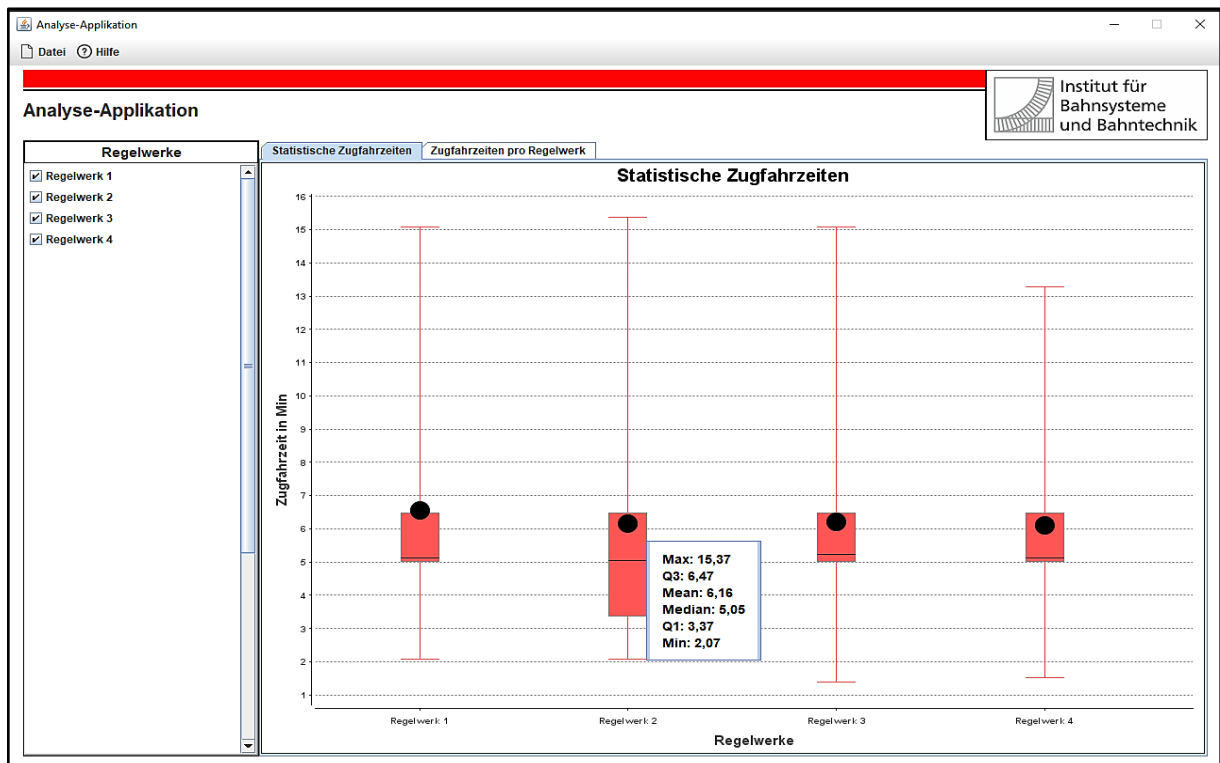 Analyse-Applikation
Datei Hilfe
Institut für
Bahnsysteme
und Bahntechnik
Analyse-Applikation
Regelwerke
Regelwerk 1
Regelwerk 2
Regelwerk 3
Regelwerk 4
Statistische Zugfahrzeiten Zugfahrzeiten pro Regelwerk
Statistische Zugfahrzeiten
Zugfahrzeit in Min
16
15
14
13
12
11
10
9
8
7
6
5
4
3
2
1
Max: 15,37
Q3: 6,47
Mean: 6,16
Median: 5,05
Q1: 3,37
Min: 2,07
Regelwerk 1 Regelwerk 2 Regelwerk 3 Regelwerk 4
Regelwerke